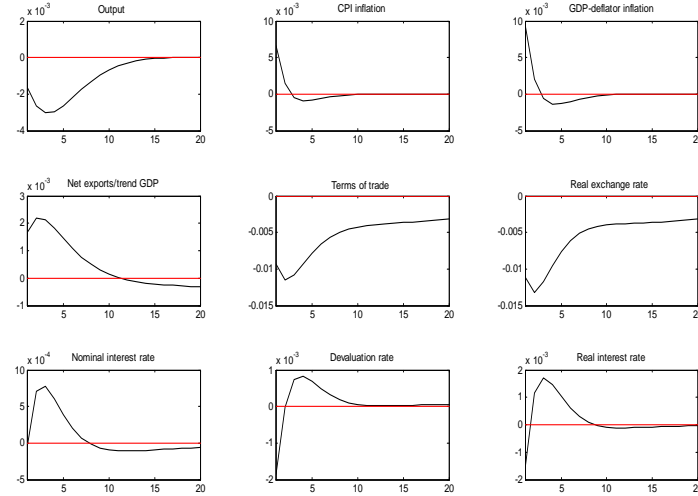 x 10⁻³ Output
2
0
-2
-4
5 10 15 20
x 10⁻³ CPI inflation
10
5
0
-5
5 10 15 20
x 10⁻³ GDP-deflator inflation
10
5
0
-5
5 10 15 20
x 10⁻³ Net exports/trend GDP
3
2
1
0
-1
5 10 15 20
Terms of trade
0
-0.005
-0.01
-0.015
5 10 15 20
Real exchange rate
0
-0.005
-0.01
-0.015
5 10 15 20
x 10⁻⁴ Nominal interest rate
10
5
0
-5
5 10 15 20
x 10⁻³ Devaluation rate
1
0
-1
-2
5 10 15 20
x 10⁻³ Real interest rate
2
1
0
-1
-2
5 10 15 20